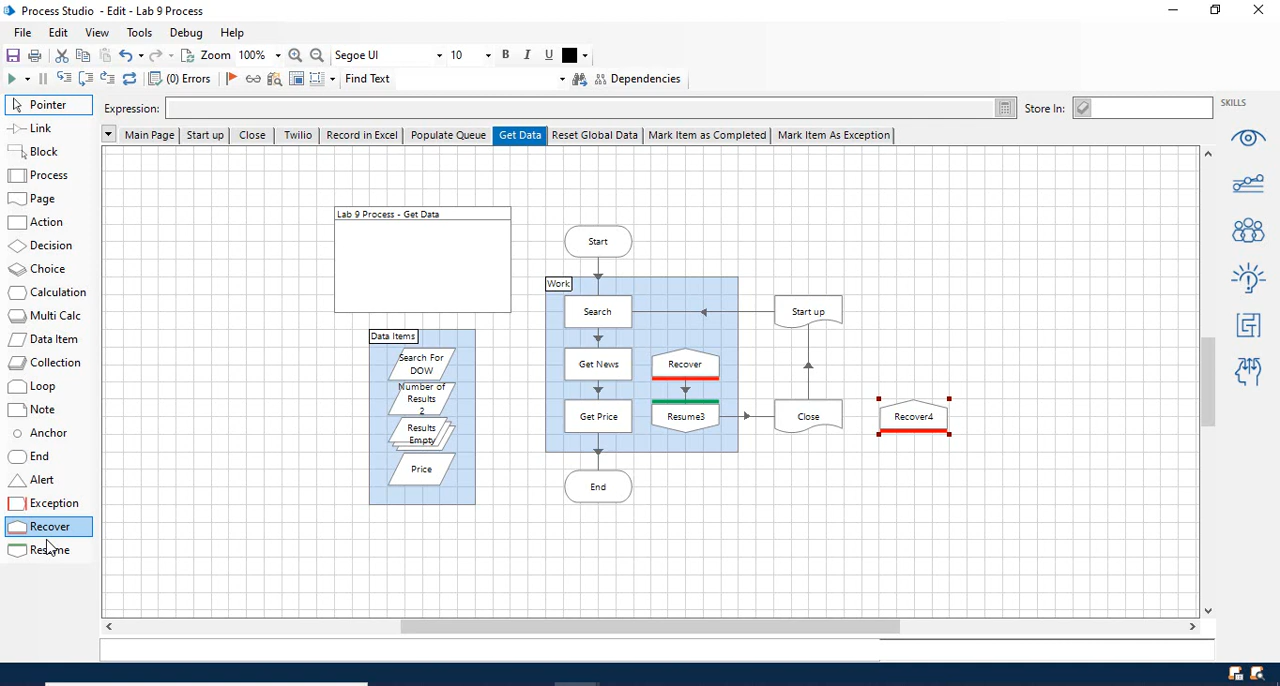 Process Studio - Edit - Lab 9 Process
File Edit View Tools Debug Help
Zoom 100% Segoe UI 10 B I U
(0) Errors Find Text Dependencies
Pointer
Link
Block
Process
Page
Action
Decision
Choice
Calculation
Multi Calc
Data Item
Collection
Loop
Note
Anchor
End
Alert
Exception
Recover
Resume
Expression: Store In:
SKILLS
Main Page Start up Close Twilio Record in Excel Populate Queue Get Data Reset Global Data Mark Item as Completed Mark Item As Exception
Lab 9 Process - Get Data
Data Items
Search For
DOW
Number of
Results
2
Results
Empty
Price
Start
Work
Search
Get News
Get Price
End
Recover
Resume3
Start up
Close
Recover4